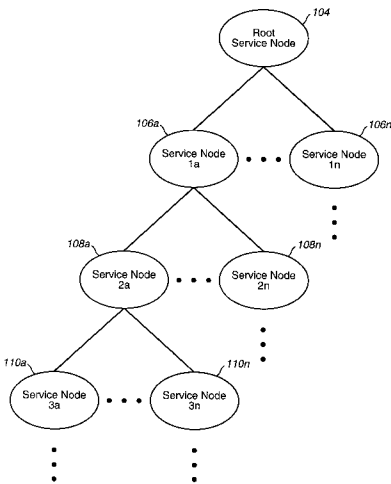 104
Root
Service Node
106a
106n
Service Node
1a
Service Node
1n
108a
108n
Service Node
2a
Service Node
2n
110a
110n
Service Node
3a
Service Node
3n